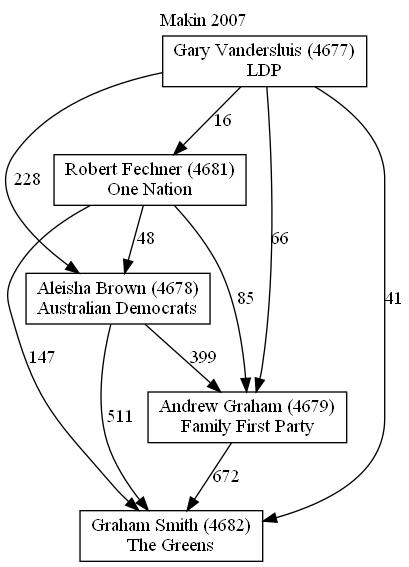 Makin 2007
Gary Vandersluis (4677)
LDP
16
Robert Fechner (4681)
One Nation
228
48
66
Aleisha Brown (4678)
Australian Democrats
85
41
147
399
Andrew Graham (4679)
Family First Party
511
672
Graham Smith (4682)
The Greens